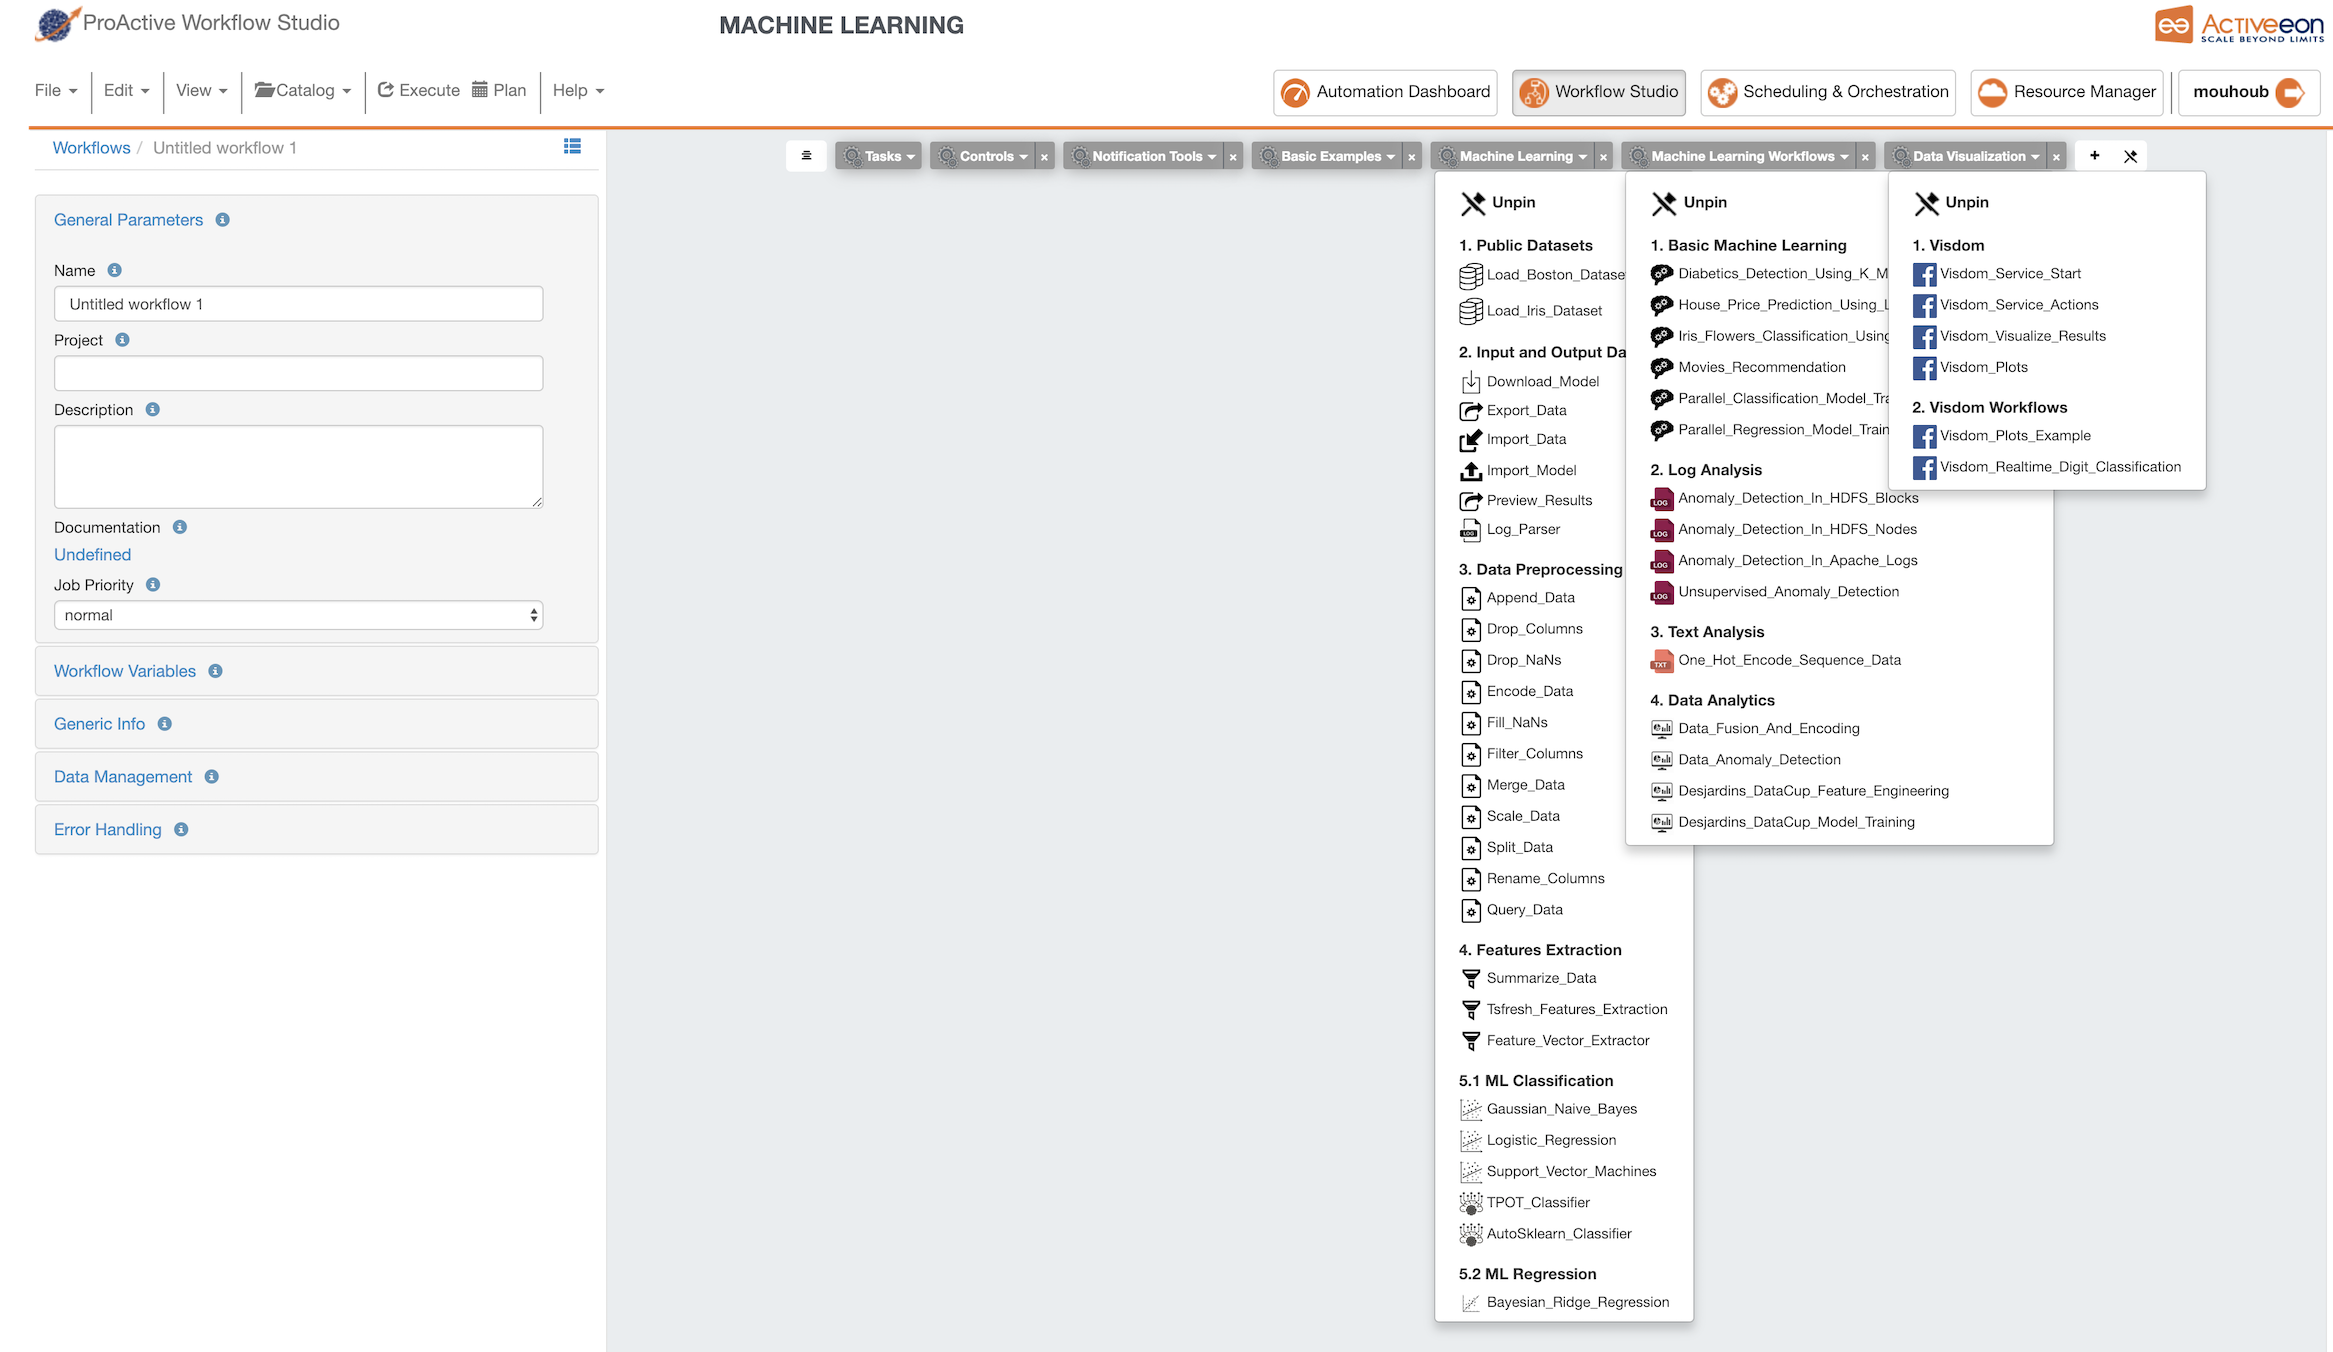 ProActive Workflow Studio
MACHINE LEARNING
Activeeon
SCALE BEYOND LIMITS
File
Edit
View
Catalog
Execute
Plan
Help
Automation Dashboard
Workflow Studio
Scheduling & Orchestration
Resource Manager
mouhoub
Workflows / Untitled workflow 1
General Parameters
Name
Untitled workflow 1
Project
Description
Documentation
Undefined
Job Priority
normal
Workflow Variables
Generic Info
Data Management
Error Handling
Tasks
Controls ×
Notification Tools ×
Basic Examples ×
Machine Learning ×
Machine Learning Workflows ×
Data Visualization ×
+
Unpin
1. Public Datasets
Load_Boston_Datase
Load_Iris_Dataset
2. Input and Output Da
Download_Model
Export_Data
Import_Data
Import_Model
Preview_Results
LOG
Log_Parser
3. Data Preprocessing
Append_Data
Drop_Columns
Drop_NaNs
Encode_Data
Fill_NaNs
Filter_Columns
Merge_Data
Scale_Data
Split_Data
Rename_Columns
Query_Data
4. Features Extraction
Summarize_Data
Tsfresh_Features_Extraction
Feature_Vector_Extractor
5.1 ML Classification
Gaussian_Naive_Bayes
Logistic_Regression
Support_Vector_Machines
TPOT_Classifier
AutoSklearn_Classifier
5.2 ML Regression
Bayesian_Ridge_Regression
Unpin
1. Basic Machine Learning
Diabetics_Detection_Using_K_M
House_Price_Prediction_Using_L
Iris_Flowers_Classification_Using
Movies_Recommendation
Parallel_Classification_Model_Tra
Parallel_Regression_Model_Train
2. Log Analysis
LOG Anomaly_Detection_In_HDFS_Blocks
LOG Anomaly_Detection_In_HDFS_Nodes
LOG Anomaly_Detection_In_Apache_Logs
LOG Unsupervised_Anomaly_Detection
3. Text Analysis
TXT One_Hot_Encode_Sequence_Data
4. Data Analytics
Data_Fusion_And_Encoding
Data_Anomaly_Detection
Desjardins_DataCup_Feature_Engineering
Desjardins_DataCup_Model_Training
Unpin
1. Visdom
Visdom_Service_Start
Visdom_Service_Actions
Visdom_Visualize_Results
Visdom_Plots
2. Visdom Workflows
Visdom_Plots_Example
Visdom_Realtime_Digit_Classification